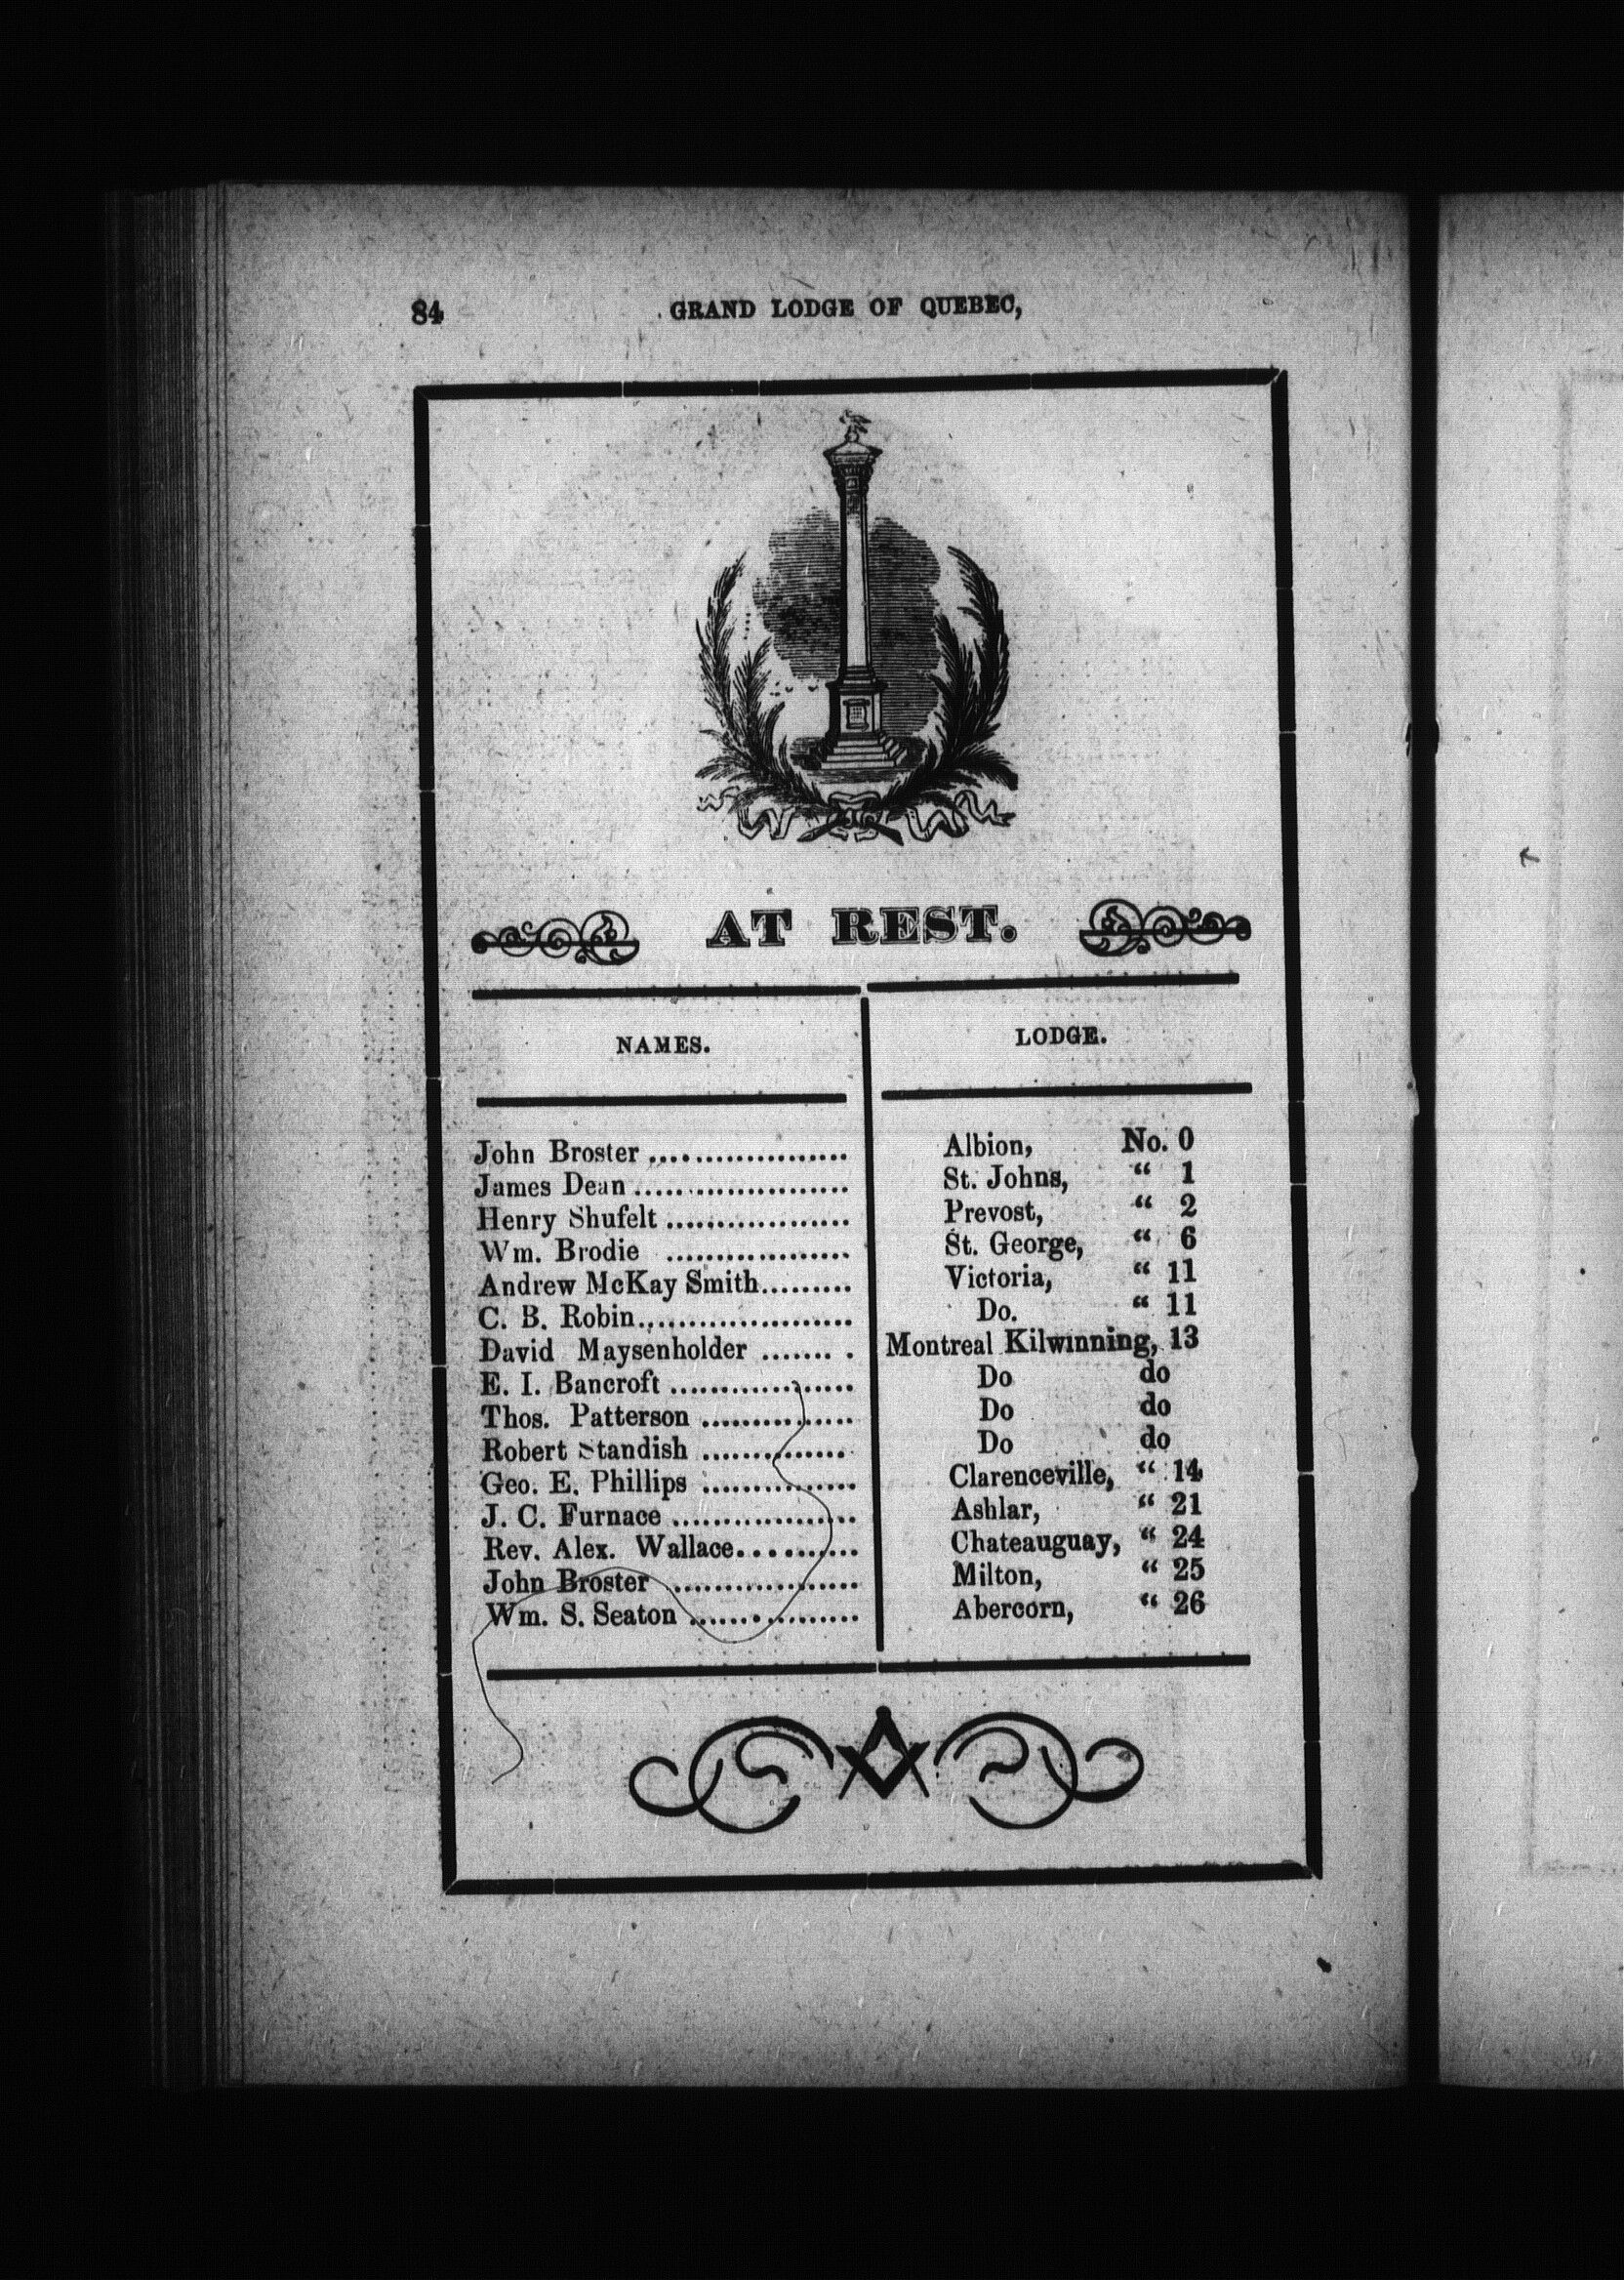 84 GRAND LODGE OF QUEBEC,
AT REST.
NAMES. LODGE.
John Broster .................. Albion, No. 0
James Dean .................. St. Johns, “ 1
Henry Shufelt .................. Prevost, “ 2
Wm. Brodie .................. St. George, “ 6
Andrew McKay Smith......... Victoria, “ 11
C. B. Robin..................... Do. “ 11
David Maysenholder ....... . Montreal Kilwinning, 13
E. I. Bancroft .................. Do do
Thos. Patterson ............... Do do
Robert Standish .............. Do do
Geo. E. Phillips ............... Clarenceville, “ 14
J. C. Furnace .................. Ashlar, “ 21
Rev. Alex. Wallace........... Chateauguay, “ 24
John Broster .................. Milton, “ 25
Wm. S. Seaton ................ Abercorn, “ 26